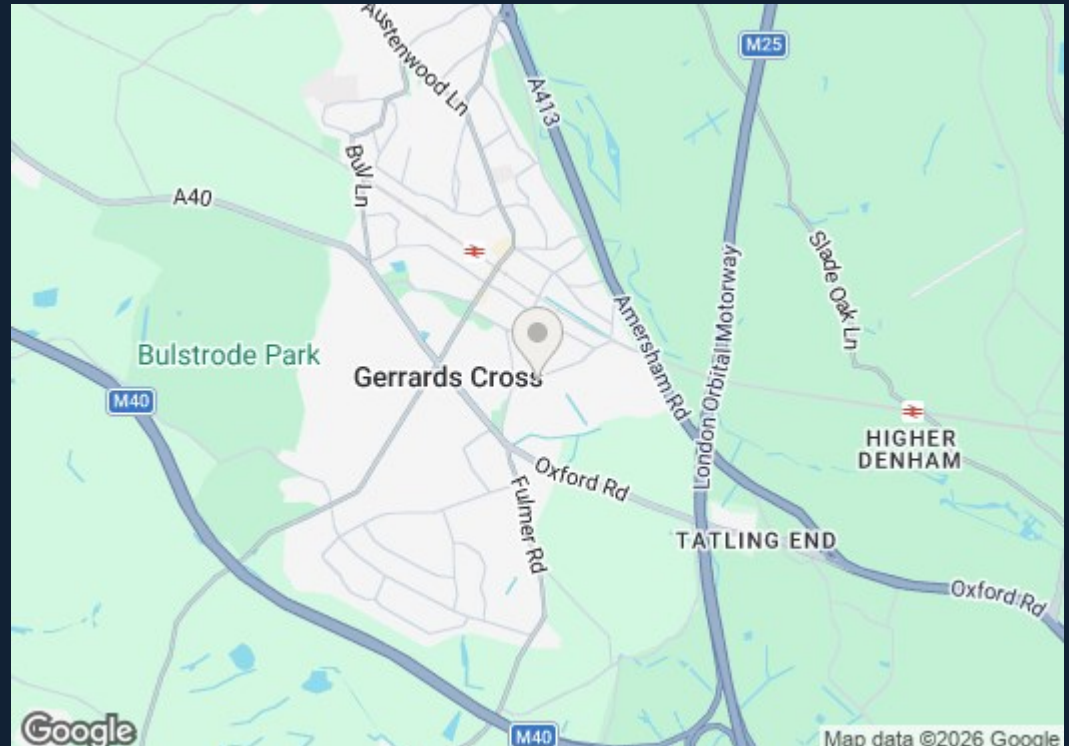 Austenwood Ln
M25
A413
Bull Ln
A40
Slade Oak Ln
London Orbital Motorway
Amersham Rd
Bulstrode Park
Gerrards Cross
M40
HIGHER
DENHAM
Oxford Rd
Fulmer Rd
TATLING END
Oxford Rd
Google
M40
Map data ©2026 Google